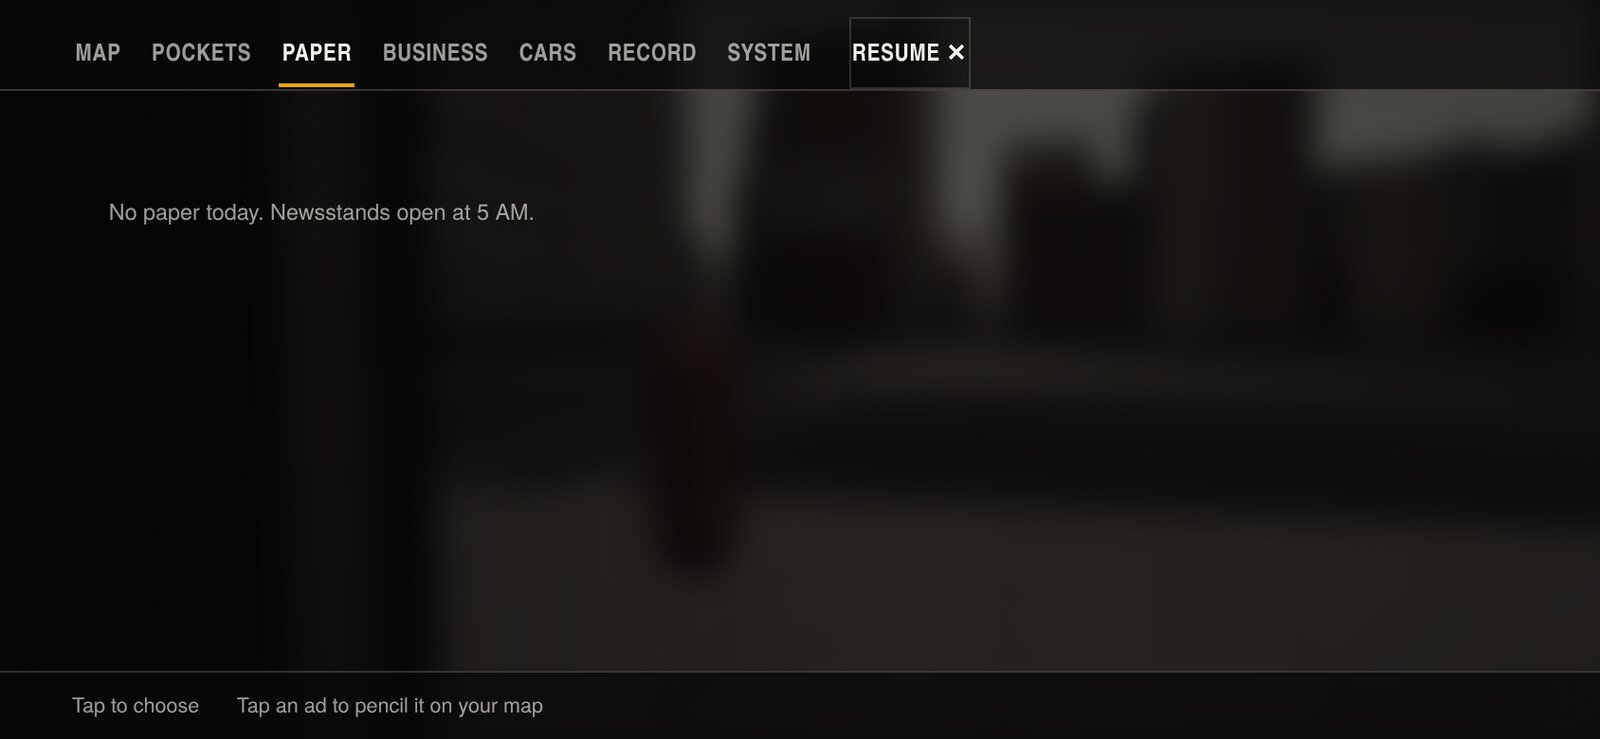 MAP POCKETS PAPER BUSINESS CARS RECORD SYSTEM RESUME ✕
No paper today. Newsstands open at 5 AM.
Tap to choose Tap an ad to pencil it on your map